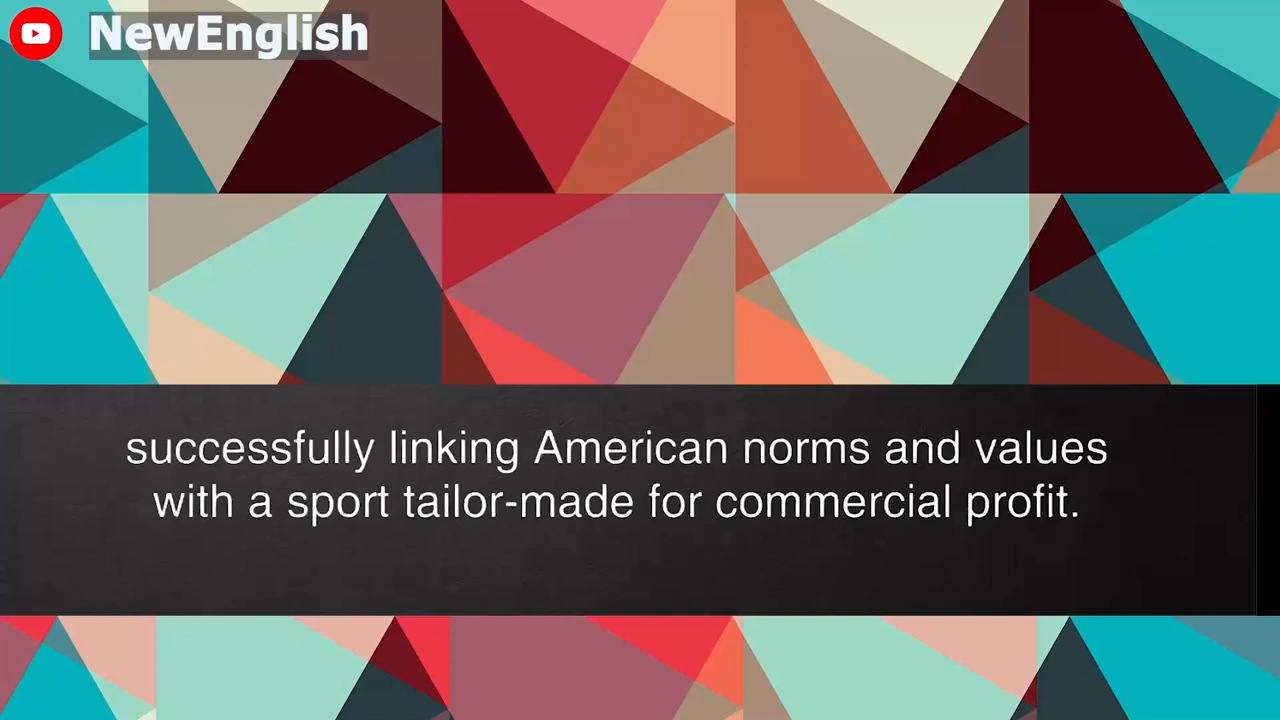 NewEnglish
successfully linking American norms and values
with a sport tailor-made for commercial profit.